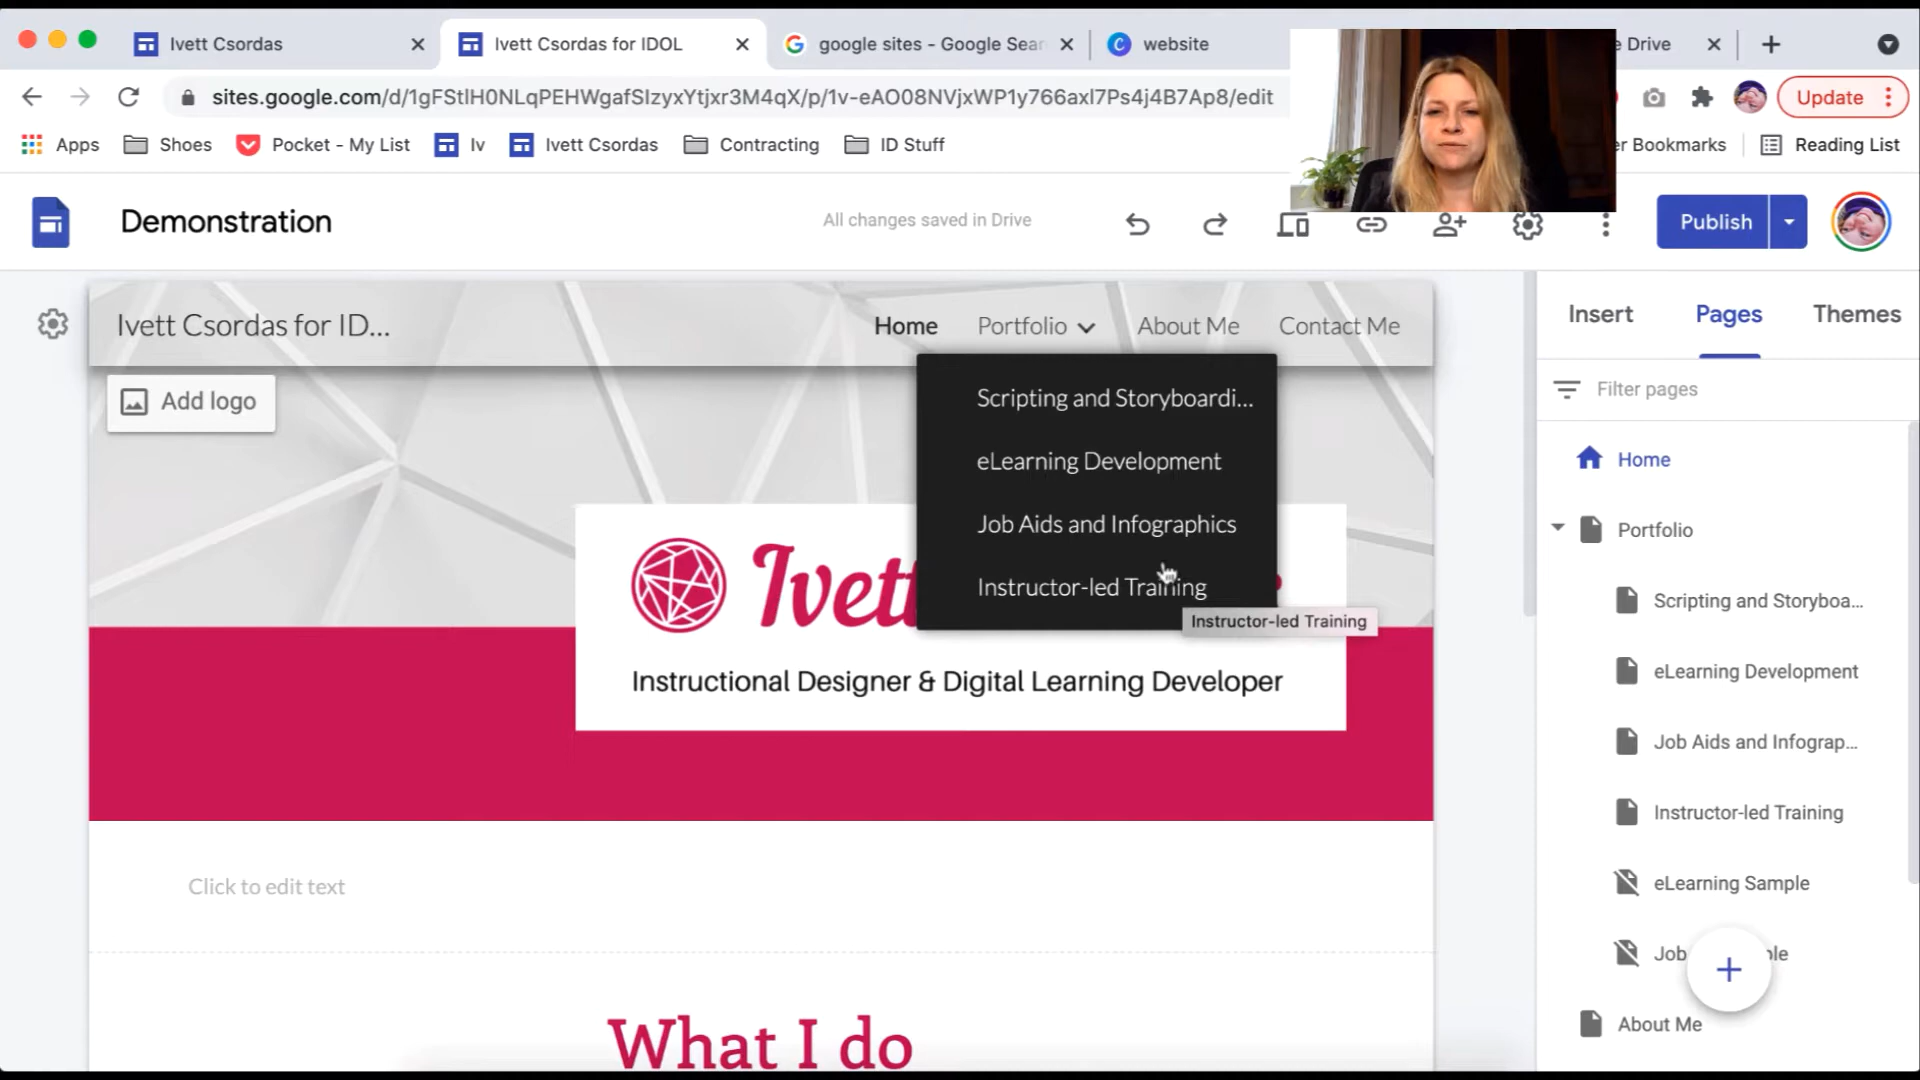 Ivett Csordas
Ivett Csordas for IDOL
google sites - Google Sear
website
e Drive
sites.google.com/d/1gFStlH0NLqPEHWgafSIzyxYtjxr3M4qX/p/1v-eAO08NVjxWP1y766axl7Ps4j4B7Ap8/edit
Update
Apps
Shoes
Pocket - My List
Iv
Ivett Csordas
Contracting
ID Stuff
er Bookmarks
Reading List
Demonstration
All changes saved in Drive
Publish
Ivett Csordas for ID...
Home
Portfolio
About Me
Contact Me
Insert
Pages
Themes
Add logo
Filter pages
Scripting and Storyboardi...
eLearning Development
Job Aids and Infographics
Instructor-led Training
Instructor-led Training
Ivett
Instructional Designer & Digital Learning Developer
Click to edit text
What I do
Home
Portfolio
Scripting and Storyboa...
eLearning Development
Job Aids and Infograp...
Instructor-led Training
eLearning Sample
Job
About Me